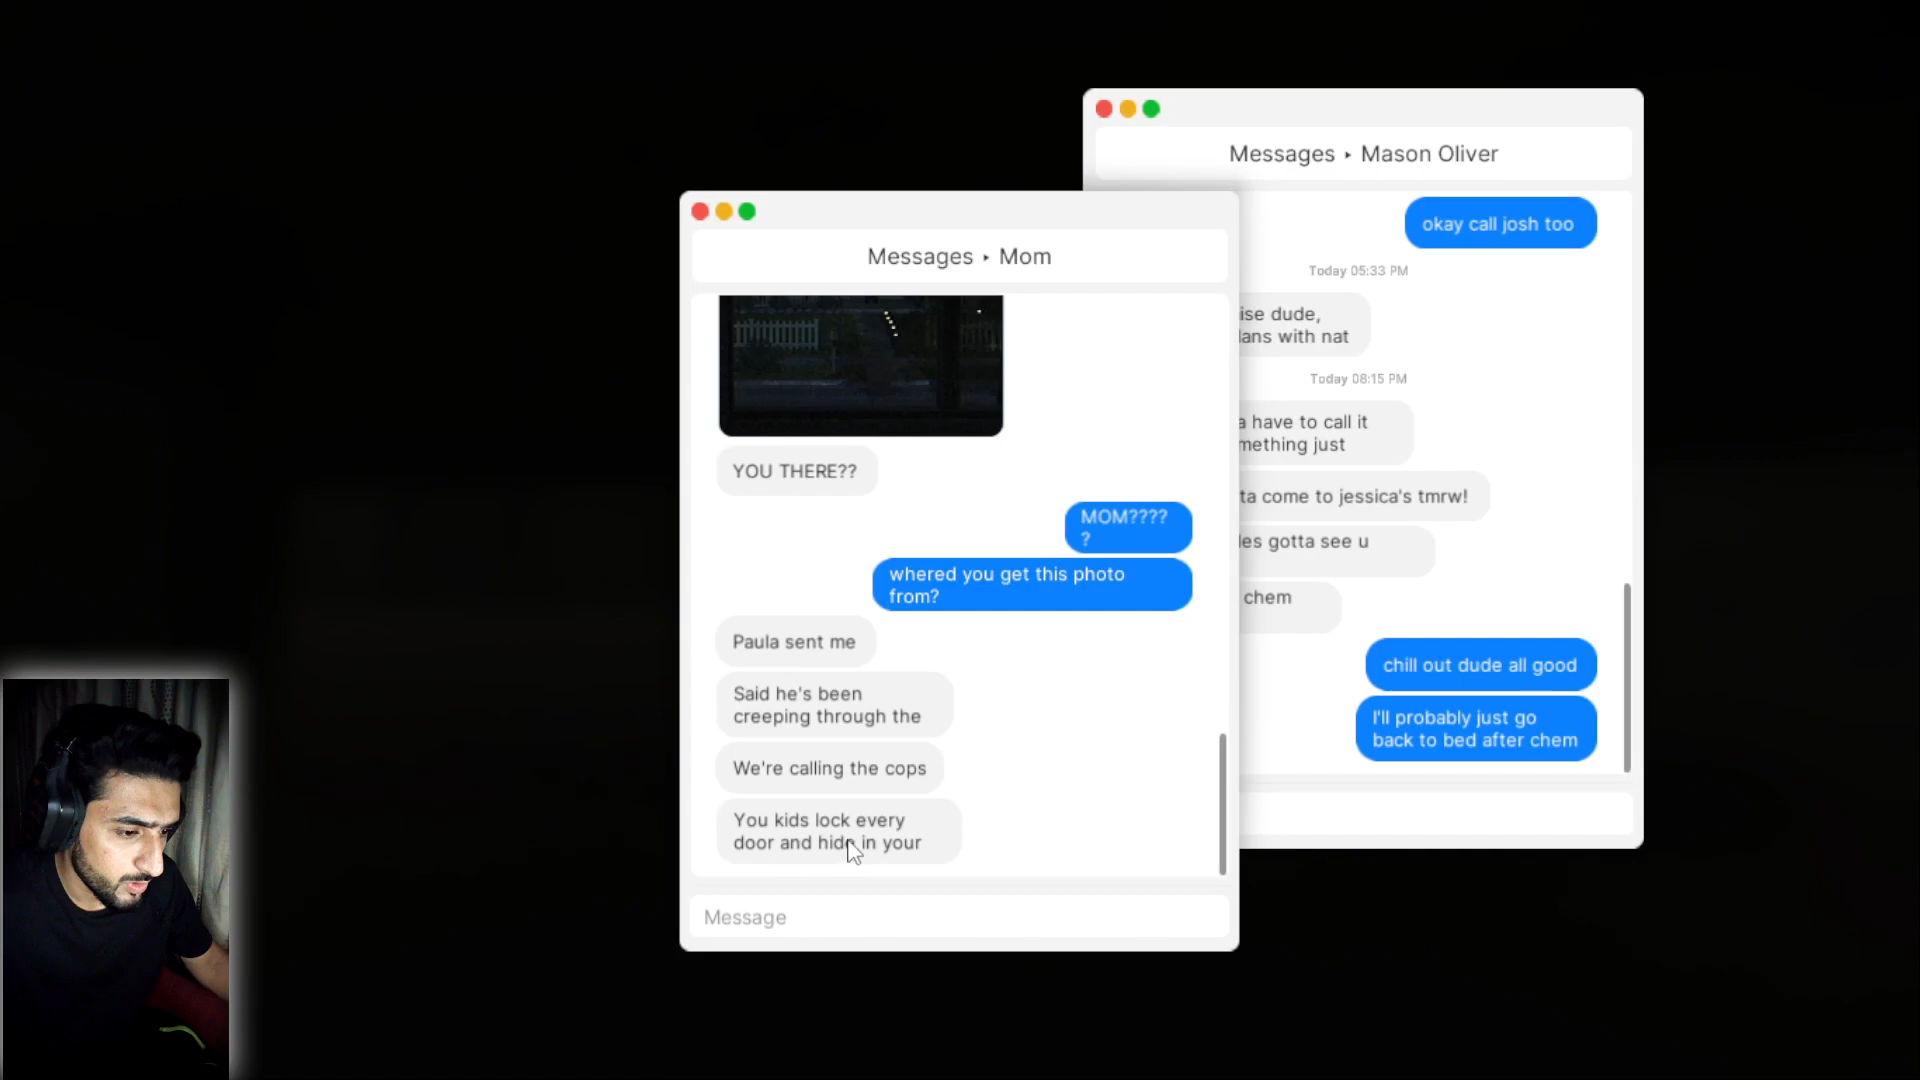 Messages ‣ Mason Oliver
okay call josh too
Today 05:33 PM
ise dude,
lans with nat
Today 08:15 PM
a have to call it
mething just
ta come to jessica's tmrw!
les gotta see u
chem
chill out dude all good
I'll probably just go
back to bed after chem
Messages ‣ Mom
YOU THERE??
MOM????
?
whered you get this photo
from?
Paula sent me
Said he's been
creeping through the
We're calling the cops
You kids lock every
door and hide in your
Message